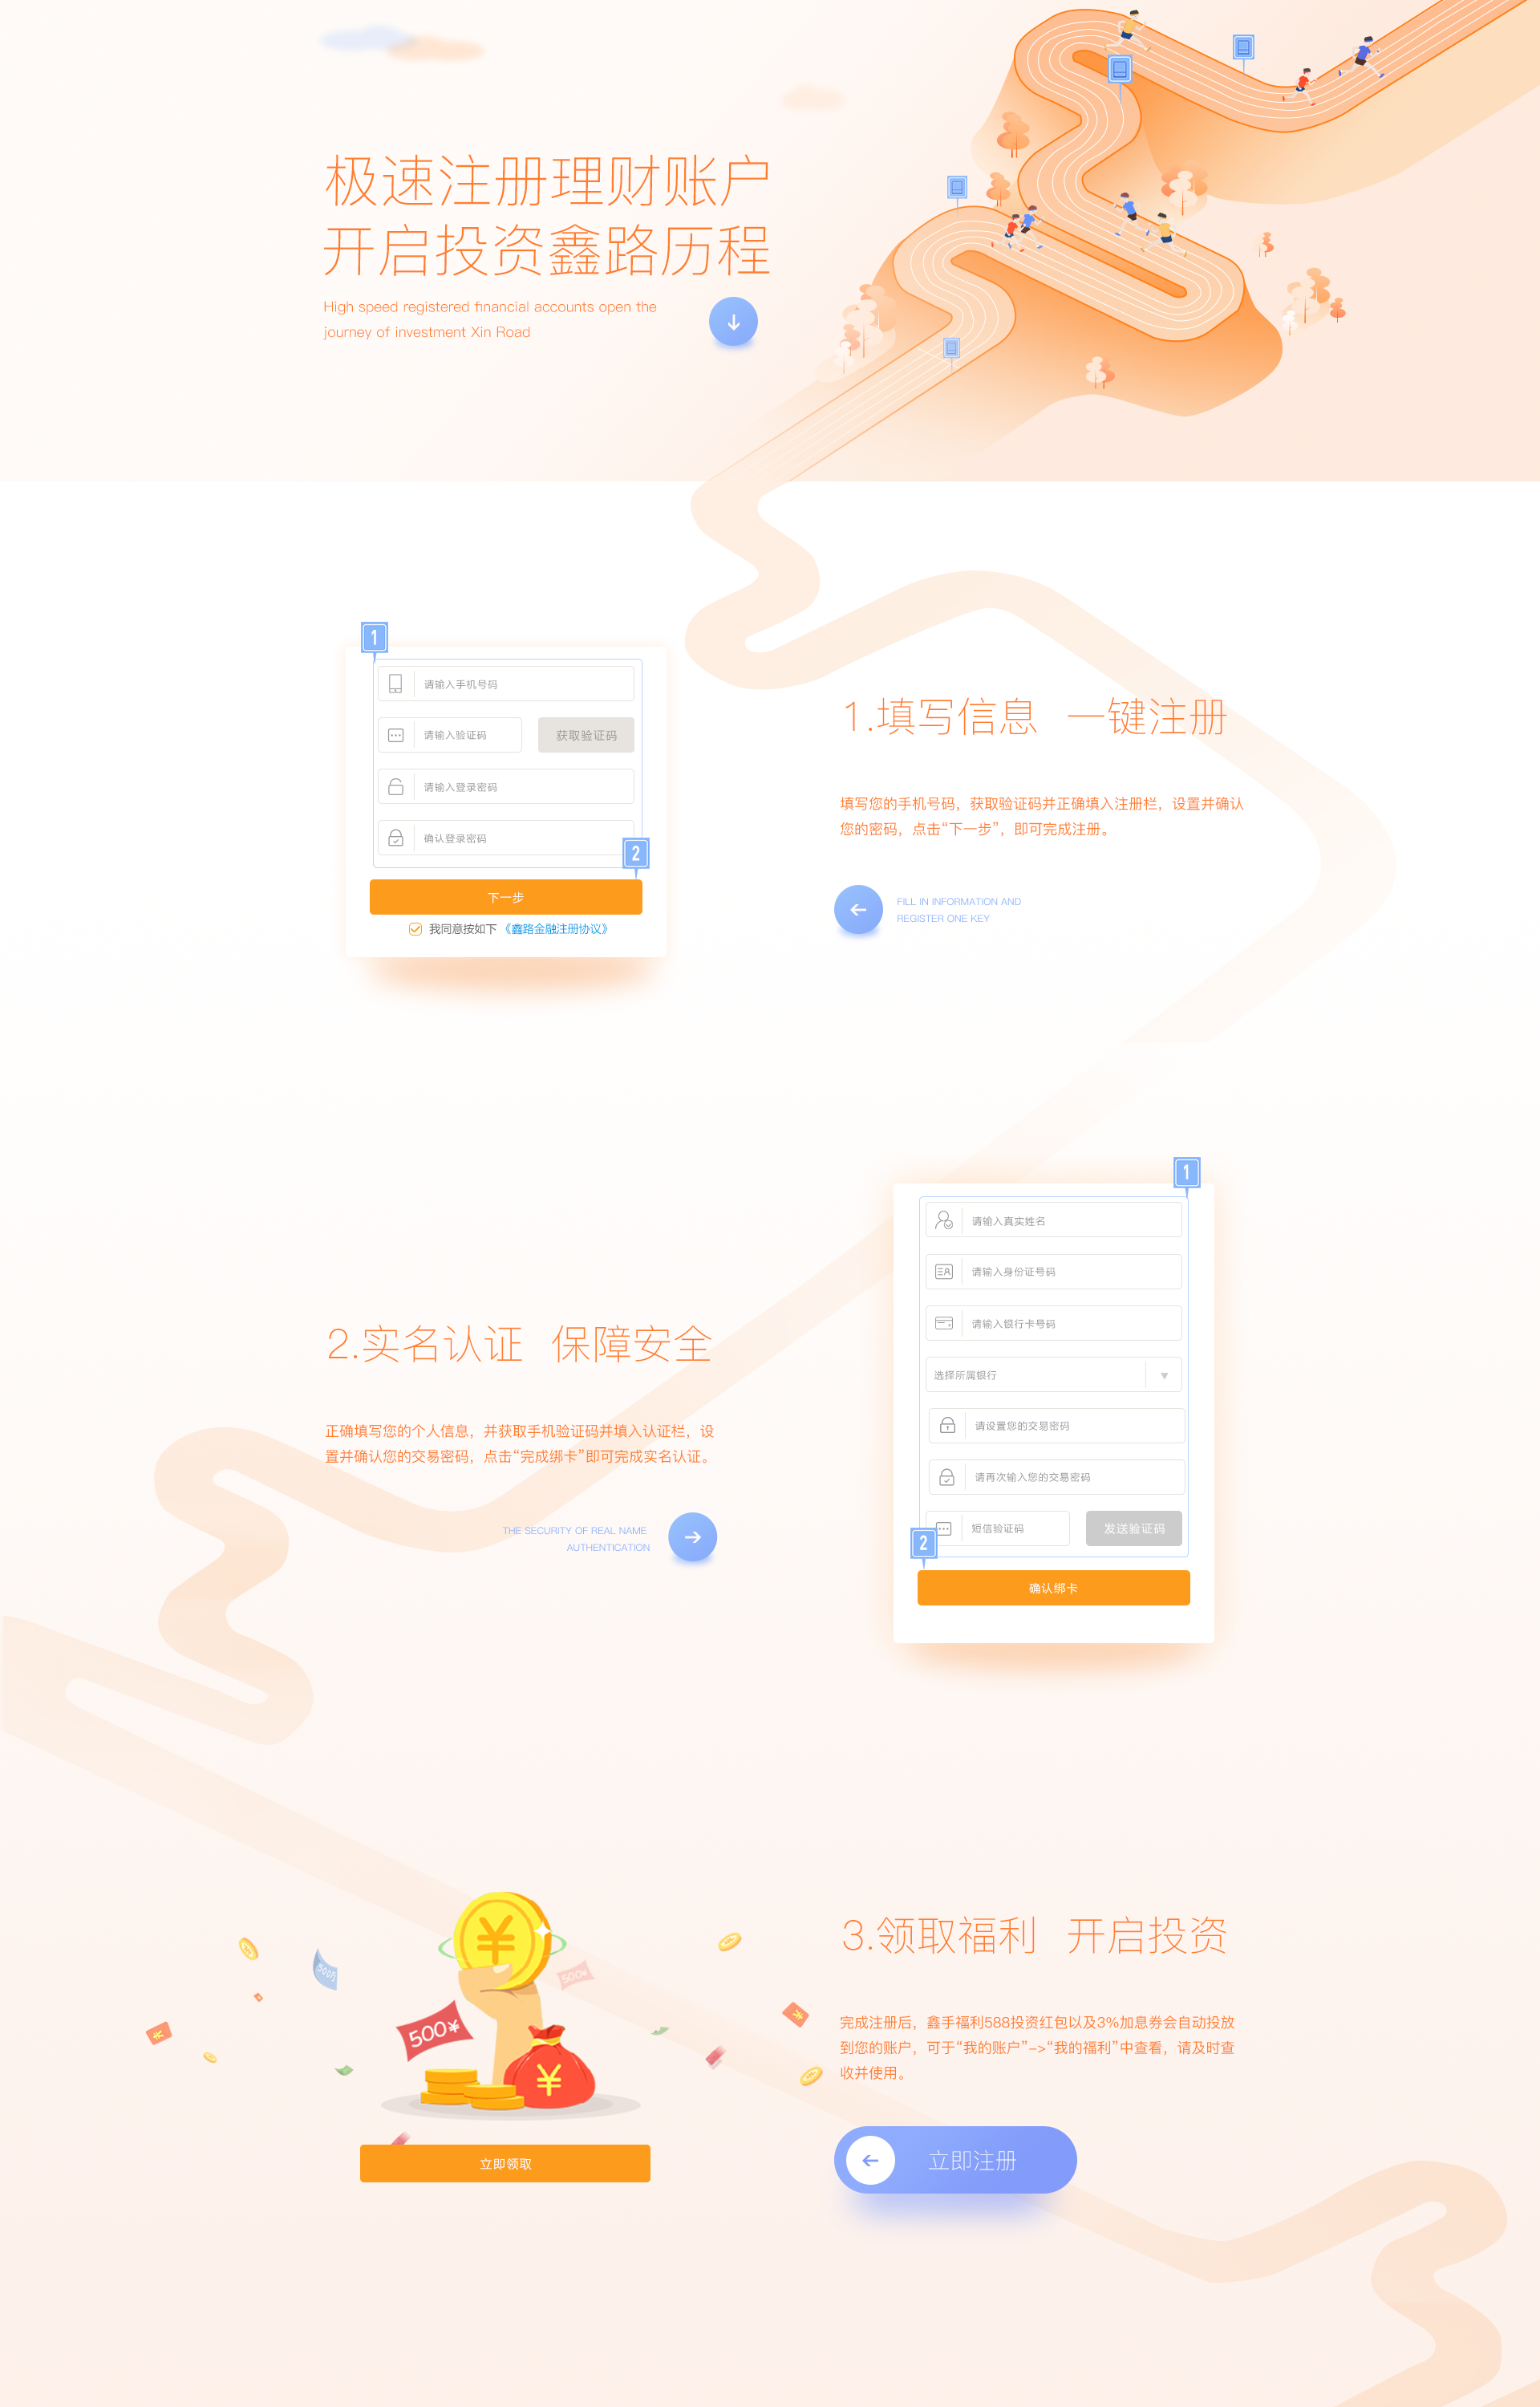 极速注册理财账户
开启投资鑫路历程
High speed registered financial accounts open the
journey of investment Xin Road
1
请输入手机号码
请输入验证码
获取验证码
请输入登录密码
确认登录密码
2
下一步
我同意按如下《鑫路金融注册协议》
1.填写信息 一键注册
填写您的手机号码，获取验证码并正确填入注册栏，设置并确认
您的密码，点击“下一步”，即可完成注册。
FILL IN INFORMATION AND
REGISTER ONE KEY
2.实名认证 保障安全
正确填写您的个人信息，并获取手机验证码并填入认证栏，设
置并确认您的交易密码，点击“完成绑卡”即可完成实名认证。
THE SECURITY OF REAL NAME
AUTHENTICATION
1
请输入真实姓名
请输入身份证号码
请输入银行卡号码
选择所属银行
请设置您的交易密码
请再次输入您的交易密码
短信验证码
发送验证码
2
确认绑卡
¥
500万
500¥
500¥
¥
¥
¥
立即领取
3.领取福利 开启投资
完成注册后，鑫手福利588投资红包以及3%加息券会自动投放
到您的账户，可于“我的账户”->“我的福利”中查看，请及时查
收并使用。
立即注册